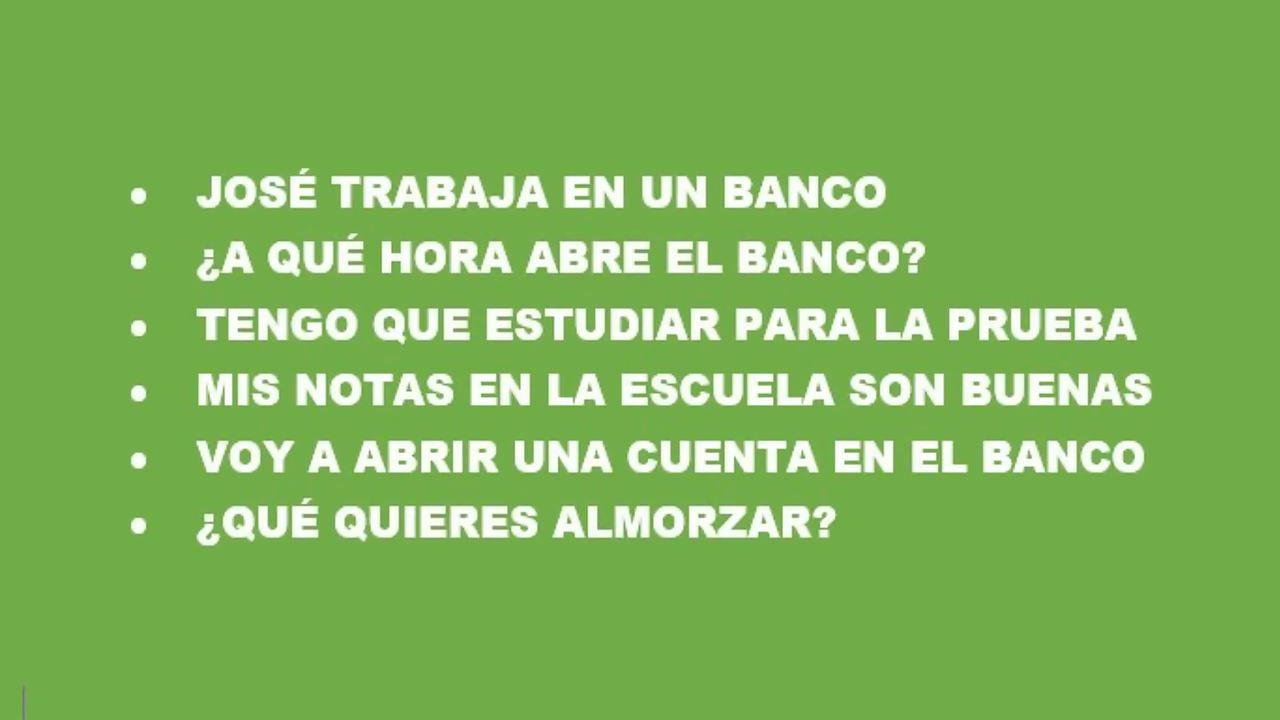 • JOSÉ TRABAJA EN UN BANCO
• ¿A QUÉ HORA ABRE EL BANCO?
• TENGO QUE ESTUDIAR PARA LA PRUEBA
• MIS NOTAS EN LA ESCUELA SON BUENAS
• VOY A ABRIR UNA CUENTA EN EL BANCO
• ¿QUÉ QUIERES ALMORZAR?